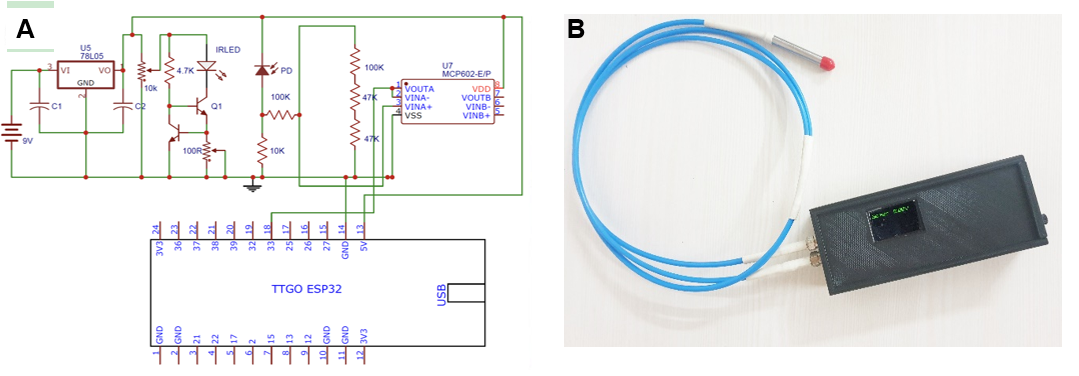 A
U5
78L05
3 VI VO 1
GND
2
C1
C2
9V
10k
4.7K
IRLED
Q1
100R
PD
100K
10K
100K
47K
47K
U7
MCP602-E/P
1 VOUTA VDD 8
2 VINA- VOUTB 7
3 VINA+ VINB- 6
4 VSS VINB+ 5
24 23 22 21 20 19 18 17 16 15 14 13
3V3 36 37 38 39 32 33 25 26 27 GND 5V
TTGO ESP32
USB
GND GND 21 22 17 2 15 13 12 GND GND 3V3
1 2 3 4 5 6 7 8 9 10 11 12
B